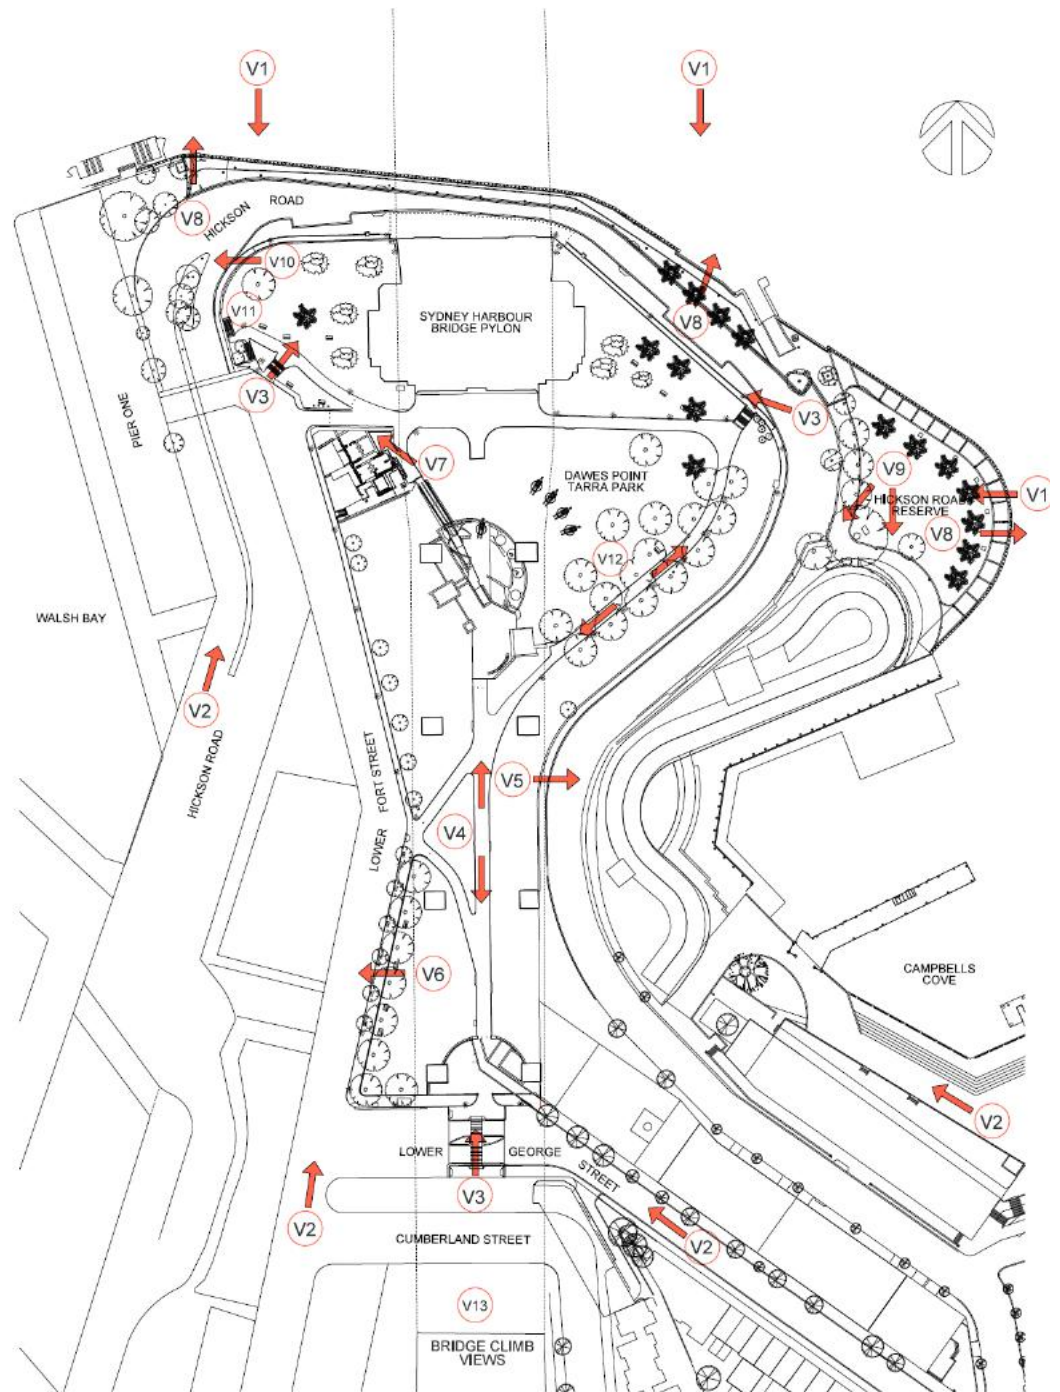 V1
V1
V8
HICKSON
ROAD
V10
V11
SYDNEY HARBOUR
BRIDGE PYLON
V8
V3
V3
PIER ONE
V7
V9
DAWES POINT
TARRA PARK
HICKSON ROAD
RESERVE
V1
V8
V12
WALSH BAY
V2
HICKSON ROAD
LOWER FORT STREET
V5
V4
V6
CAMPBELLS
COVE
V2
LOWER GEORGE STREET
V3
V2
V2
CUMBERLAND STREET
V13
BRIDGE CLIMB
VIEWS